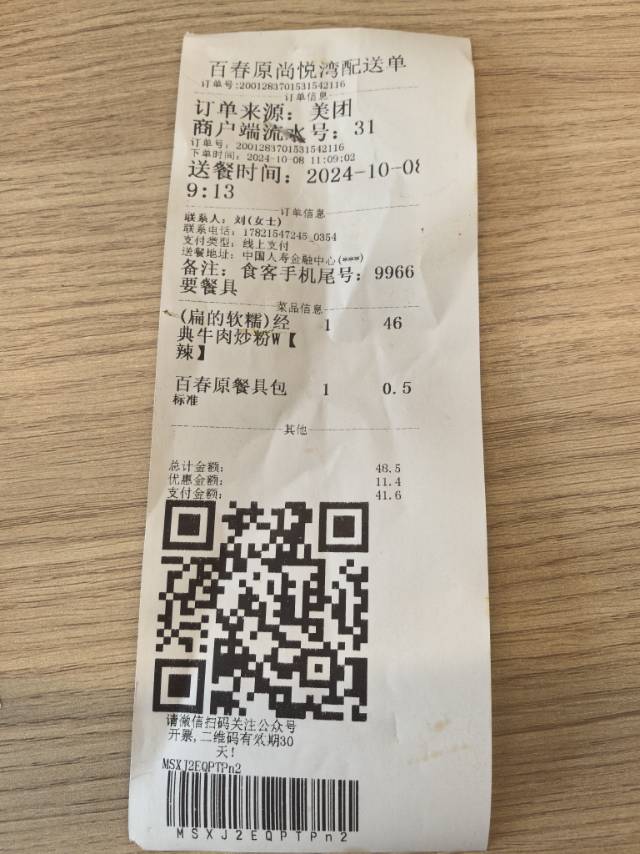 百春原尚悦湾配送单
订单号:2001283701531542116
订单信息
订单来源: 美团
商户端流水号: 31
订单号: 2001283701531542116
下单时间: 2024-10-08 11:09:02
送餐时间: 2024-10-08
9:13
订单信息
联系人: 刘(女士)
联系电话: 17821547245_0354
支付类型: 线上支付
送餐地址: 中国人寿金融中心(***)
备注: 食客手机尾号: 9966
要餐具
菜品信息
(扁的软糯)经 1 46
典牛肉炒粉W【
辣】
百春原餐具包 1 0.5
标准
其他
总计金额: 48.5
优惠金额: 11.4
支付金额: 41.6
请微信扫码关注公众号
开票,二维码有效期30
天!
MSXJ2EQPTPn2
MSXJ2EQPTPn2